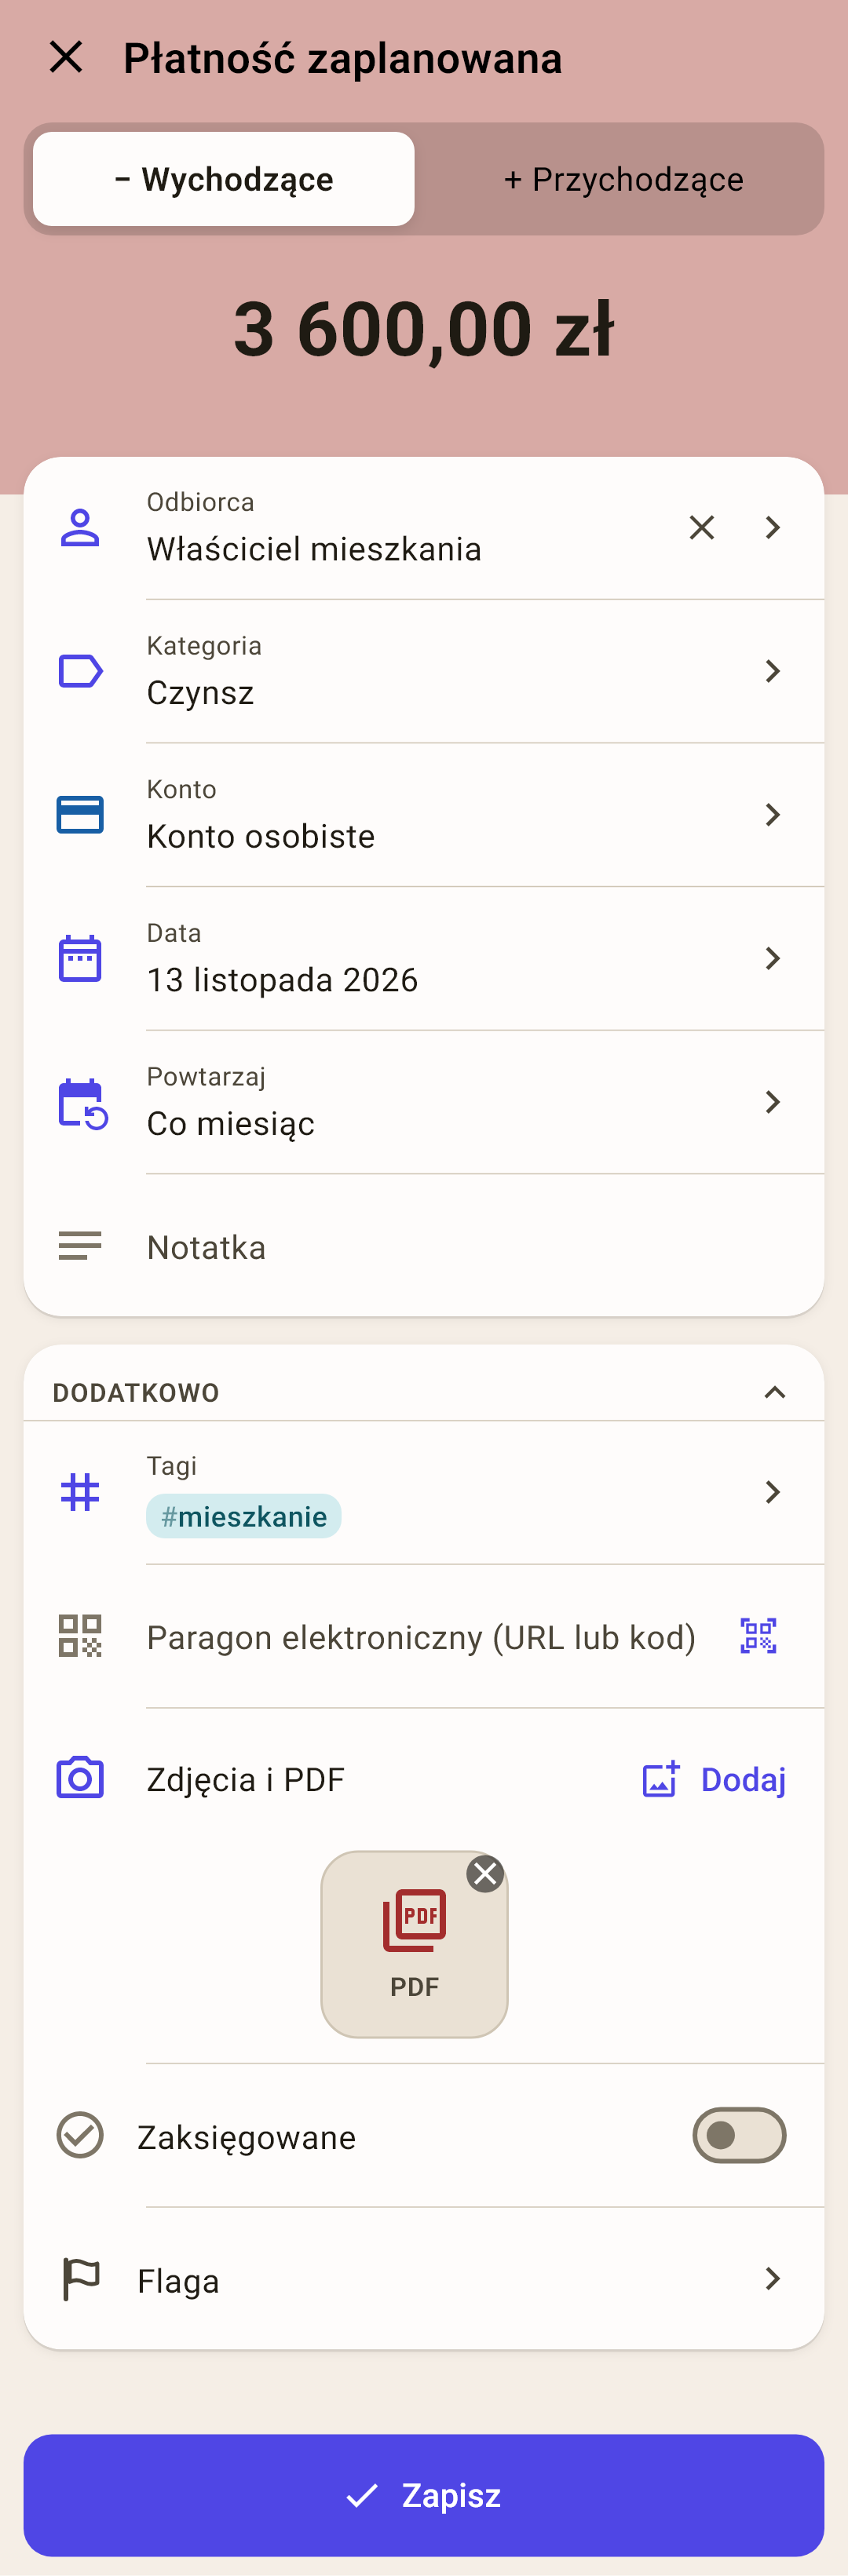 Płatność zaplanowana
− Wychodzące
+ Przychodzące
3 600,00 zł
Odbiorca
Właściciel mieszkania
Kategoria
Czynsz
Konto
Konto osobiste
Data
13 listopada 2026
Powtarzaj
Co miesiąc
Notatka
DODATKOWO
Tagi
#mieszkanie
Paragon elektroniczny (URL lub kod)
Zdjęcia i PDF
Dodaj
PDF
PDF
Zaksięgowane
Flaga
Zapisz